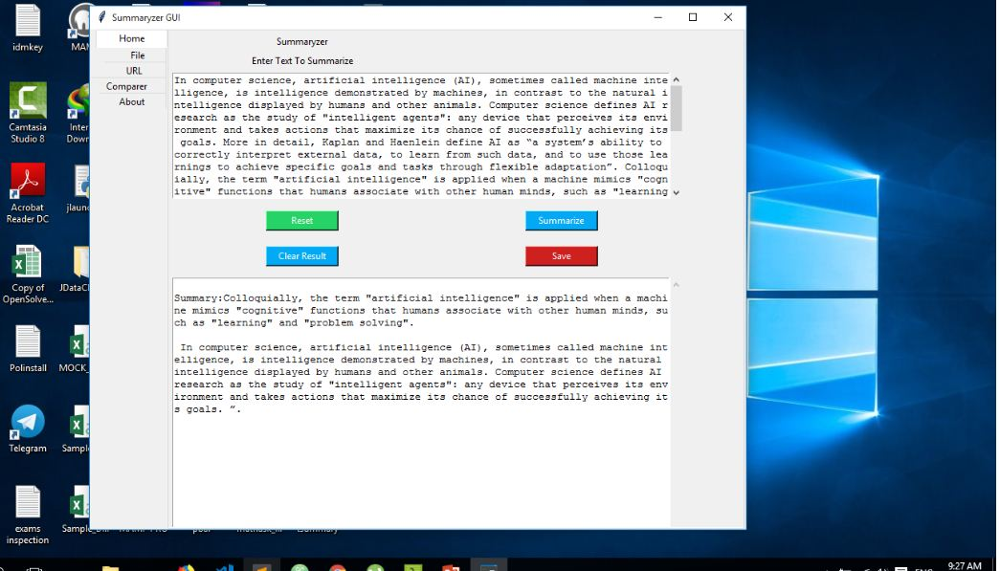 Summaryzer GUI
Home
File
URL
Comparer
About
Summaryzer
Enter Text To Summarize
In computer science, artificial intelligence (AI), sometimes called machine inte
lligence, is intelligence demonstrated by machines, in contrast to the natural i
ntelligence displayed by humans and other animals. Computer science defines AI r
esearch as the study of "intelligent agents": any device that perceives its envi
ronment and takes actions that maximize its chance of successfully achieving its
goals. More in detail, Kaplan and Haenlein define AI as “a system’s ability to
correctly interpret external data, to learn from such data, and to use those lea
rnings to achieve specific goals and tasks through flexible adaptation”. Colloqu
ially, the term "artificial intelligence" is applied when a machine mimics "cogn
itive" functions that humans associate with other human minds, such as "learning
Reset
Summarize
Clear Result
Save
Summary:Colloquially, the term "artificial intelligence" is applied when a machi
ne mimics "cognitive" functions that humans associate with other human minds, su
ch as "learning" and "problem solving".
In computer science, artificial intelligence (AI), sometimes called machine int
elligence, is intelligence demonstrated by machines, in contrast to the natural
intelligence displayed by humans and other animals. Computer science defines AI
research as the study of "intelligent agents": any device that perceives its env
ironment and takes actions that maximize its chance of successfully achieving it
s goals. ”.
idmkey
MAM
Camtasia
Studio 8
Inter
Down
Acrobat
Reader DC
jlaun
Copy of
OpenSolve...
JDataCl
Polinstall
MOCK_
Telegram
Sampl
exams
inspection
Sample_
ENG
9:27 AM